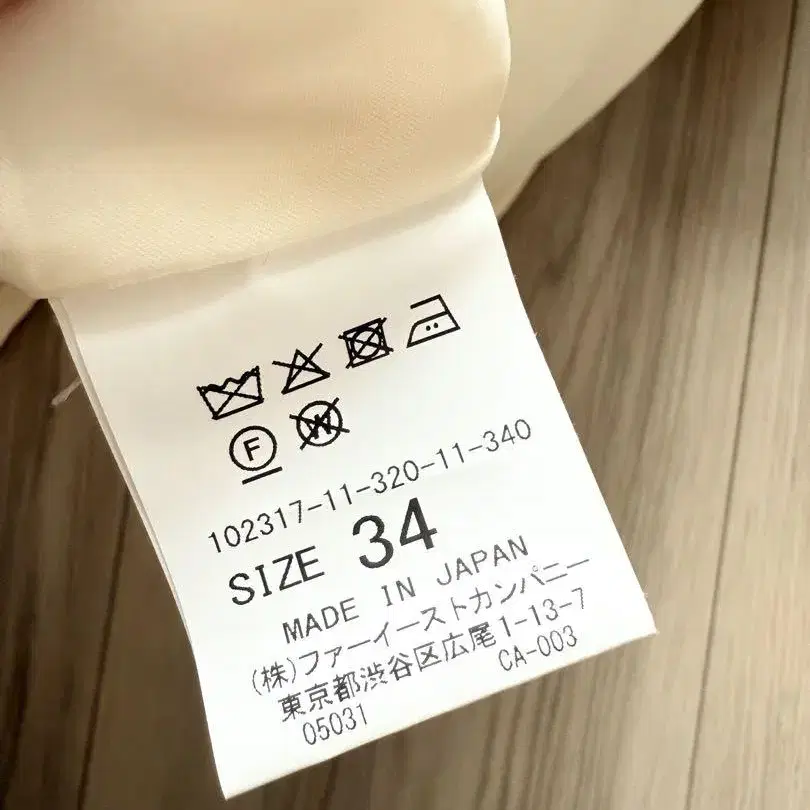 F W
102317-11-320-11-340
SIZE 34
MADE IN JAPAN
(株)ファーイーストカンパニー
東京都渋谷区広尾1-13-7
05031 CA-003